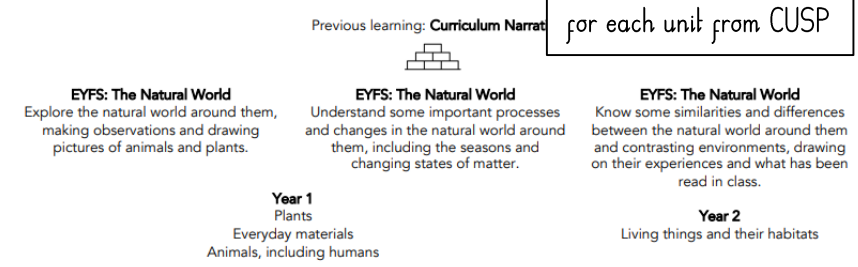 Previous learning: Curriculum Narrati
for each unit from CUSP
EYFS: The Natural World
Explore the natural world around them,
making observations and drawing
pictures of animals and plants.
EYFS: The Natural World
Understand some important processes
and changes in the natural world around
them, including the seasons and
changing states of matter.
EYFS: The Natural World
Know some similarities and differences
between the natural world around them
and contrasting environments, drawing
on their experiences and what has been
read in class.
Year 1
Plants
Everyday materials
Animals, including humans
Year 2
Living things and their habitats